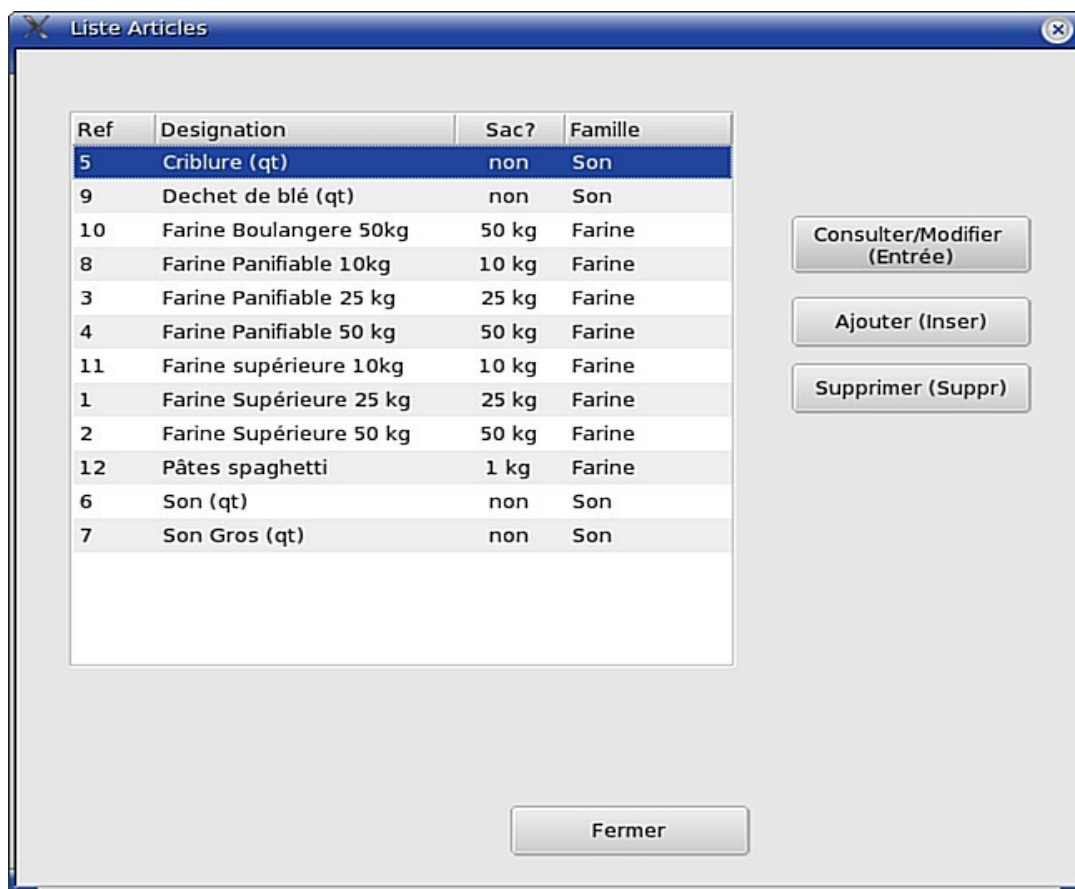 Liste Articles
Ref Designation Sac? Famille
5 Criblure (qt) non Son
9 Dechet de blé (qt) non Son
10 Farine Boulangere 50kg 50 kg Farine
8 Farine Panifiable 10kg 10 kg Farine
3 Farine Panifiable 25 kg 25 kg Farine
4 Farine Panifiable 50 kg 50 kg Farine
11 Farine supérieure 10kg 10 kg Farine
1 Farine Supérieure 25 kg 25 kg Farine
2 Farine Supérieure 50 kg 50 kg Farine
12 Pâtes spaghetti 1 kg Farine
6 Son (qt) non Son
7 Son Gros (qt) non Son
Consulter/Modifier
(Entrée)
Ajouter (Inser)
Supprimer (Suppr)
Fermer